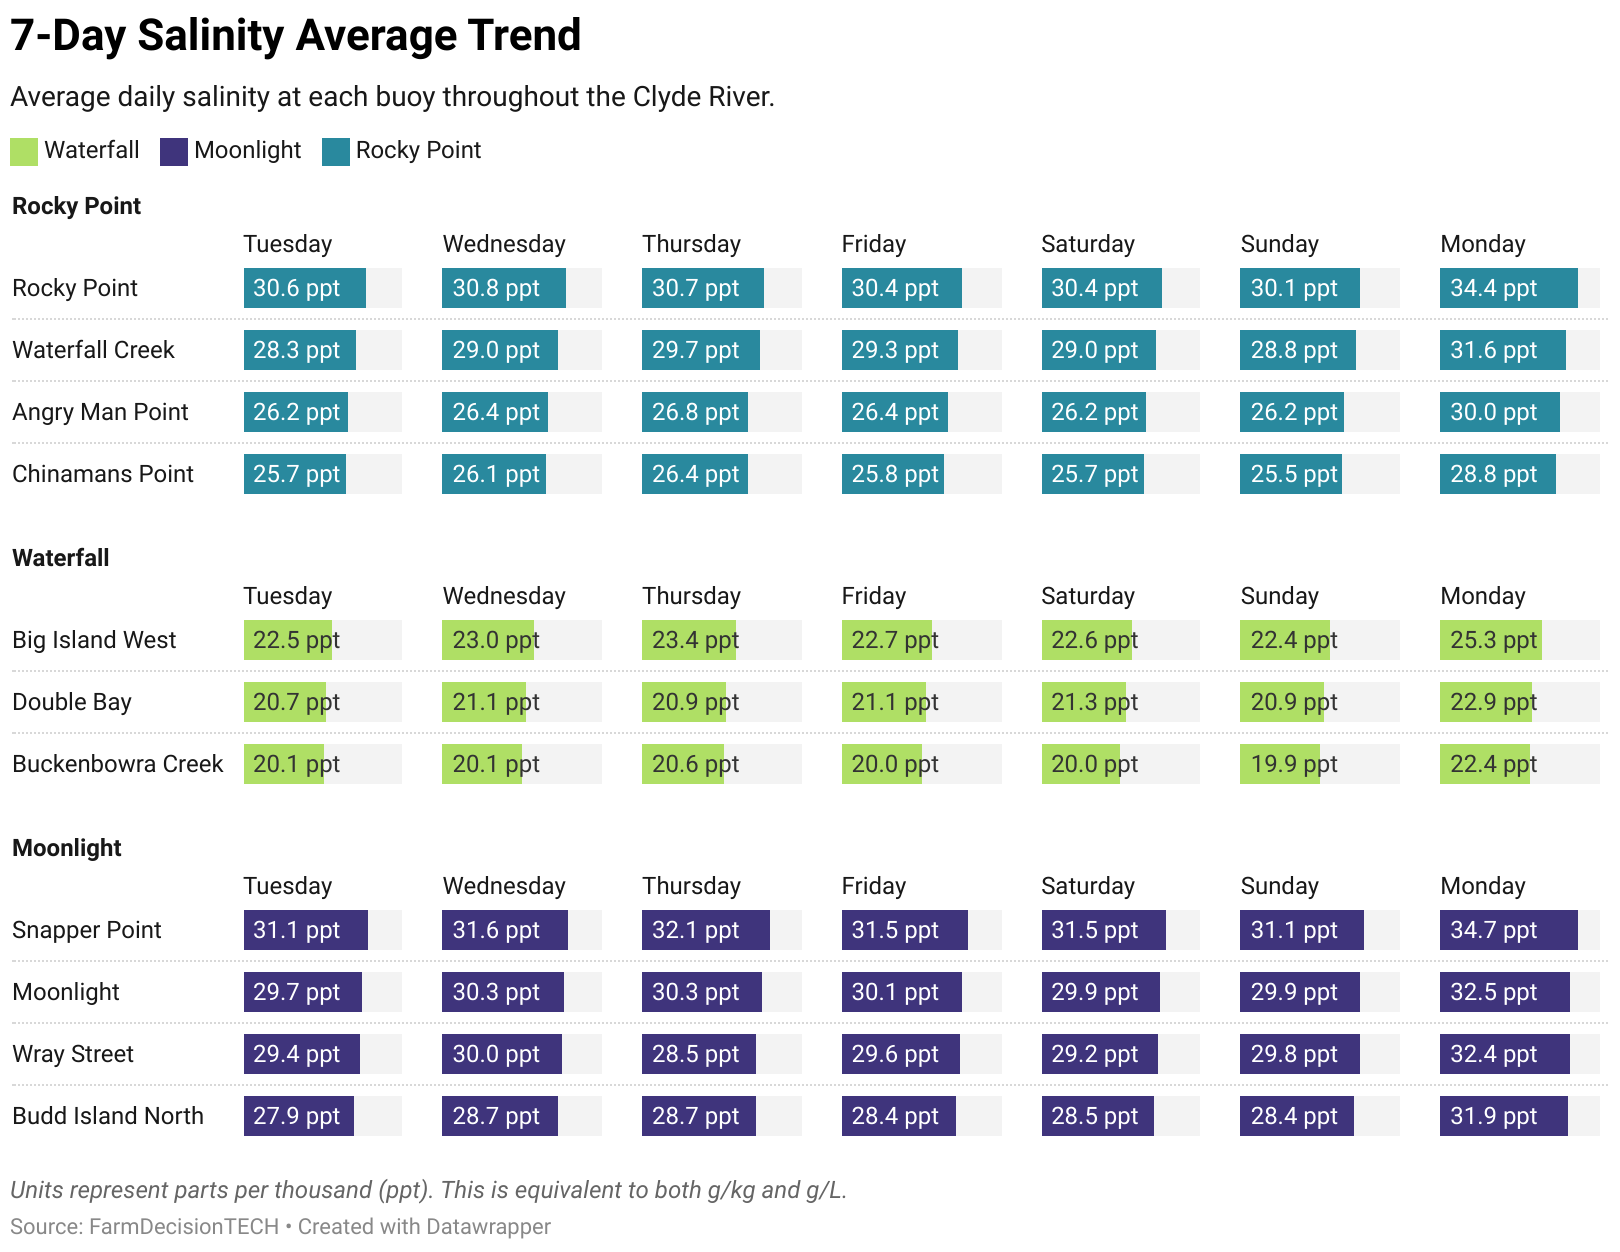 7-Day Salinity Average Trend
Average daily salinity at each buoy throughout the Clyde River.
Waterfall Moonlight Rocky Point
Rocky Point
Tuesday Wednesday Thursday Friday Saturday Sunday Monday
Rocky Point 30.6 ppt 30.8 ppt 30.7 ppt 30.4 ppt 30.4 ppt 30.1 ppt 34.4 ppt
Waterfall Creek 28.3 ppt 29.0 ppt 29.7 ppt 29.3 ppt 29.0 ppt 28.8 ppt 31.6 ppt
Angry Man Point 26.2 ppt 26.4 ppt 26.8 ppt 26.4 ppt 26.2 ppt 26.2 ppt 30.0 ppt
Chinamans Point 25.7 ppt 26.1 ppt 26.4 ppt 25.8 ppt 25.7 ppt 25.5 ppt 28.8 ppt
Waterfall
Tuesday Wednesday Thursday Friday Saturday Sunday Monday
Big Island West 22.5 ppt 23.0 ppt 23.4 ppt 22.7 ppt 22.6 ppt 22.4 ppt 25.3 ppt
Double Bay 20.7 ppt 21.1 ppt 20.9 ppt 21.1 ppt 21.3 ppt 20.9 ppt 22.9 ppt
Buckenbowra Creek 20.1 ppt 20.1 ppt 20.6 ppt 20.0 ppt 20.0 ppt 19.9 ppt 22.4 ppt
Moonlight
Tuesday Wednesday Thursday Friday Saturday Sunday Monday
Snapper Point 31.1 ppt 31.6 ppt 32.1 ppt 31.5 ppt 31.5 ppt 31.1 ppt 34.7 ppt
Moonlight 29.7 ppt 30.3 ppt 30.3 ppt 30.1 ppt 29.9 ppt 29.9 ppt 32.5 ppt
Wray Street 29.4 ppt 30.0 ppt 28.5 ppt 29.6 ppt 29.2 ppt 29.8 ppt 32.4 ppt
Budd Island North 27.9 ppt 28.7 ppt 28.7 ppt 28.4 ppt 28.5 ppt 28.4 ppt 31.9 ppt
Units represent parts per thousand (ppt). This is equivalent to both g/kg and g/L.
Source: FarmDecisionTECH • Created with Datawrapper